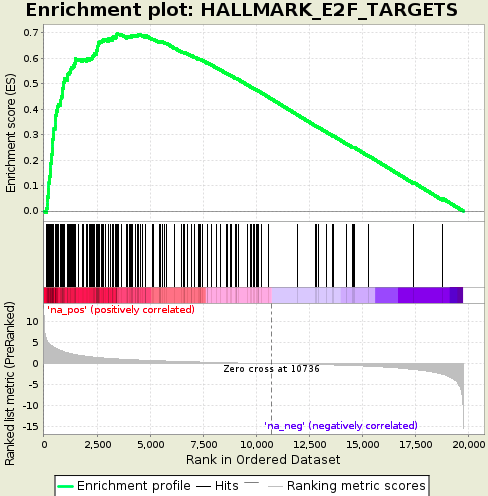 Enrichment plot: HALLMARK_E2F_TARGETS
Enrichment score (ES)
0.7
0.6
0.5
0.4
0.3
0.2
0.1
0.0
'na_pos' (positively correlated)
Ranked list metric (PreRanked)
10
5
0
-5
-10
-15
Zero cross at 10736
'na_neg' (negatively correlated)
0 2,500 5,000 7,500 10,000 12,500 15,000 17,500 20,000
Rank in Ordered Dataset
Enrichment profile Hits Ranking metric scores